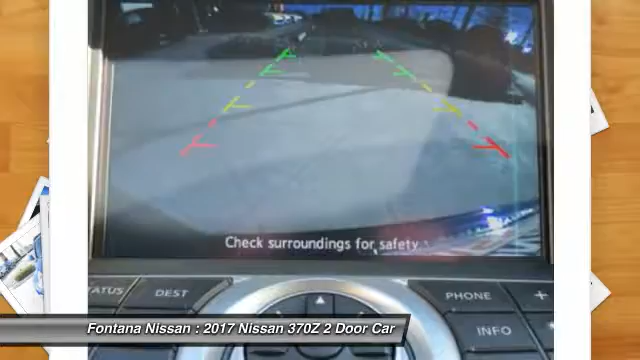 Check surroundings for safety.
STATUS
DEST
PHONE
+
INFO
Fontana Nissan : 2017 Nissan 370Z 2 Door Car